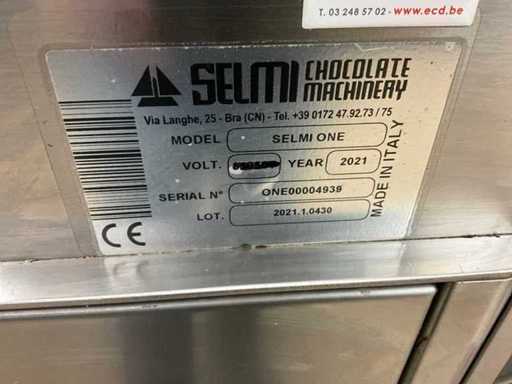 T. 03 248 57 02 - www.ecd.be
SELMI CHOCOLATE MACHINERY
Via Langhe, 25 - Bra (CN) - Tel. +39 0172 47.92.73 / 75
MODEL SELMI ONE
VOLT. YEAR 2021
SERIAL N° ONE00004939
LOT. 2021.1.0430
MADE IN ITALY
CE